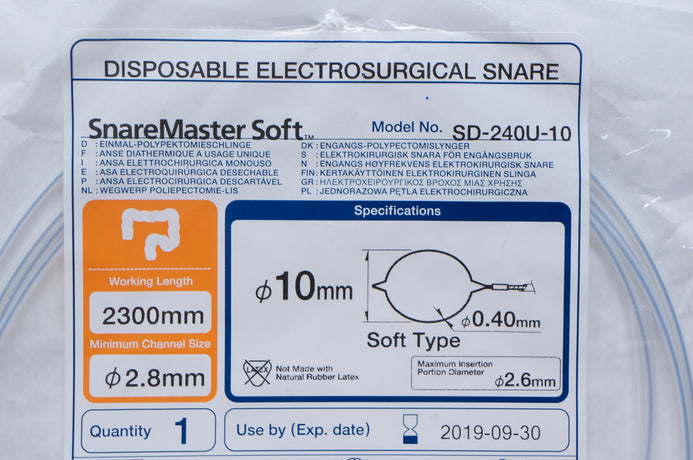 DISPOSABLE ELECTROSURGICAL SNARE
SnareMaster Soft™ Model No. SD-240U-10
D : EINMAL-POLYPEKTOMIESCHLINGE
F : ANSE DIATHERMIQUE A USAGE UNIQUE
I : ANSA ELETTROCHIRURGICA MONOUSO
E : ASA ELECTROQUIRÚRGICA DESECHABLE
P : ANSA ELECTROCIRÚRGICA DESCARTÁVEL
NL : WEGWERP POLIEPECTOMIE-LIS
DK : ENGANGS-POLYPECTOMISLYNGER
S : ELEKTROKIRURGISK SNARA FÖR ENGÅNGSBRUK
N : ENGANGS HØYFREKVENS ELEKTROKIRURGISK SNARE
FIN : KERTAKÄYTTÖINEN ELEKTROKIRURGINEN SLINGA
GR : ΗΛΕΚΤΡΟΧΕΙΡΟΥΡΓΙΚΟΣ ΒΡΟΧΟΣ ΜΙΑΣ ΧΡΗΣΗΣ
PL : JEDNORAZOWA PĘTLA ELEKTROCHIRURGICZNA
Working Length
2300mm
Minimum Channel Size
φ2.8mm
Specifications
φ10mm
φ0.40mm
Soft Type
LATEX
Not Made with
Natural Rubber Latex
Maximum Insertion
Portion Diameter
φ2.6mm
Quantity 1
Use by (Exp. date) 2019-09-30